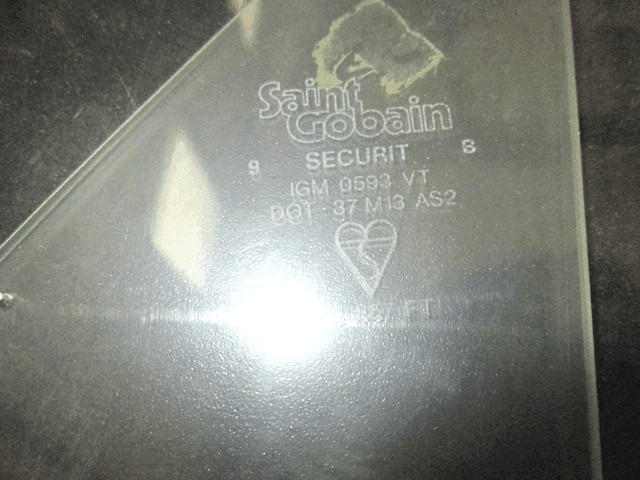 Saint
Gobain
9 SECURIT 8
IGM 0593 VT
DOT · 37 M13 AS2